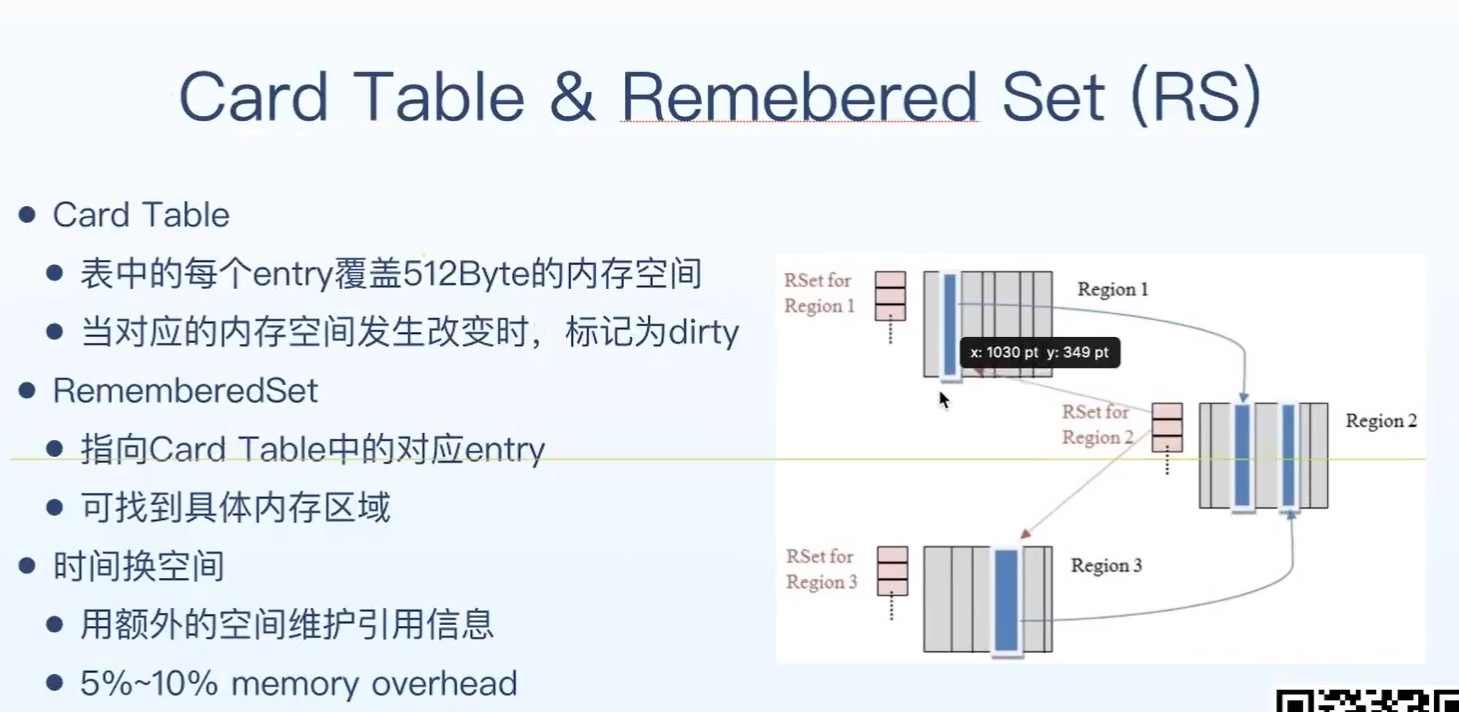 Card Table & Remebered Set (RS)
Card Table
表中的每个entry覆盖512Byte的内存空间
当对应的内存空间发生改变时，标记为dirty
RememberedSet
指向Card Table中的对应entry
可找到具体内存区域
时间换空间
用额外的空间维护引用信息
5%~10% memory overhead
RSet for
Region 1
Region 1
x: 1030 pt y: 349 pt
RSet for
Region 2
Region 2
RSet for
Region 3
Region 3